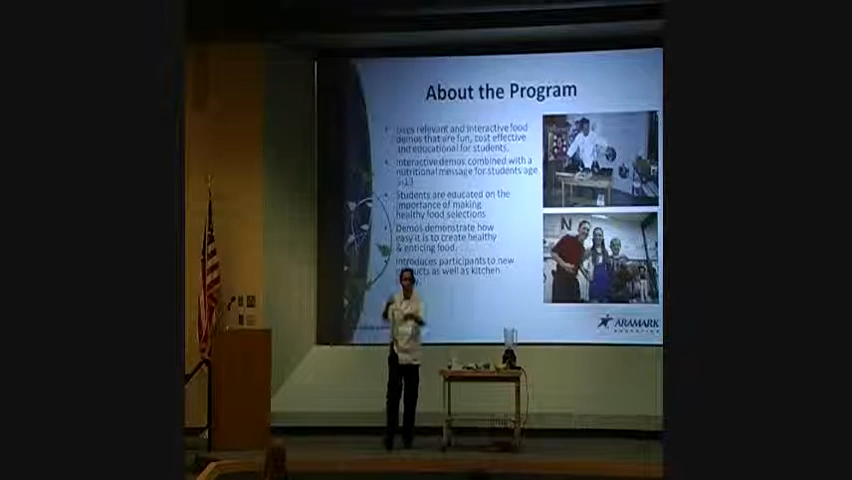 About the Program
Uses relevant and interactive food
demos that are fun, cost effective
and educational for students.
Interactive demos combined with a
nutritional message for students age
5-13
Students are educated on the
importance of making
healthy food selections
Demos demonstrate how
easy it is to create healthy
& enticing food.
Introduces participants to new
as well as kitchen
N
ARAMARK
EDUCATION